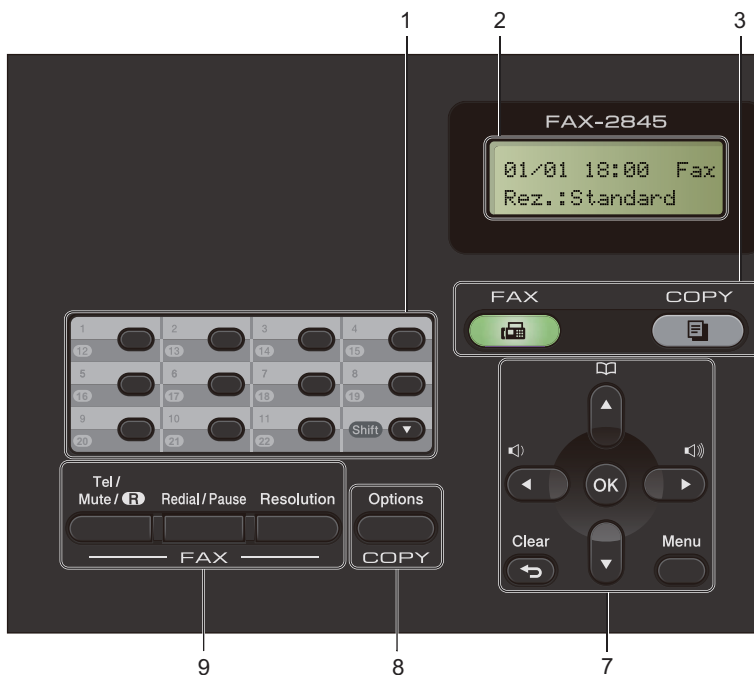 1 2 3
FAX-2845
01/01 18:00 Fax
Rez.:Standard
FAX COPY
1 2 3 4
12 13 14 15
5 6 7 8
16 17 18 19
9 10 11 Shift
20 21 22
Tel /
Mute / R Redial / Pause Resolution
FAX
Options
COPY
OK
Clear Menu
9 8 7